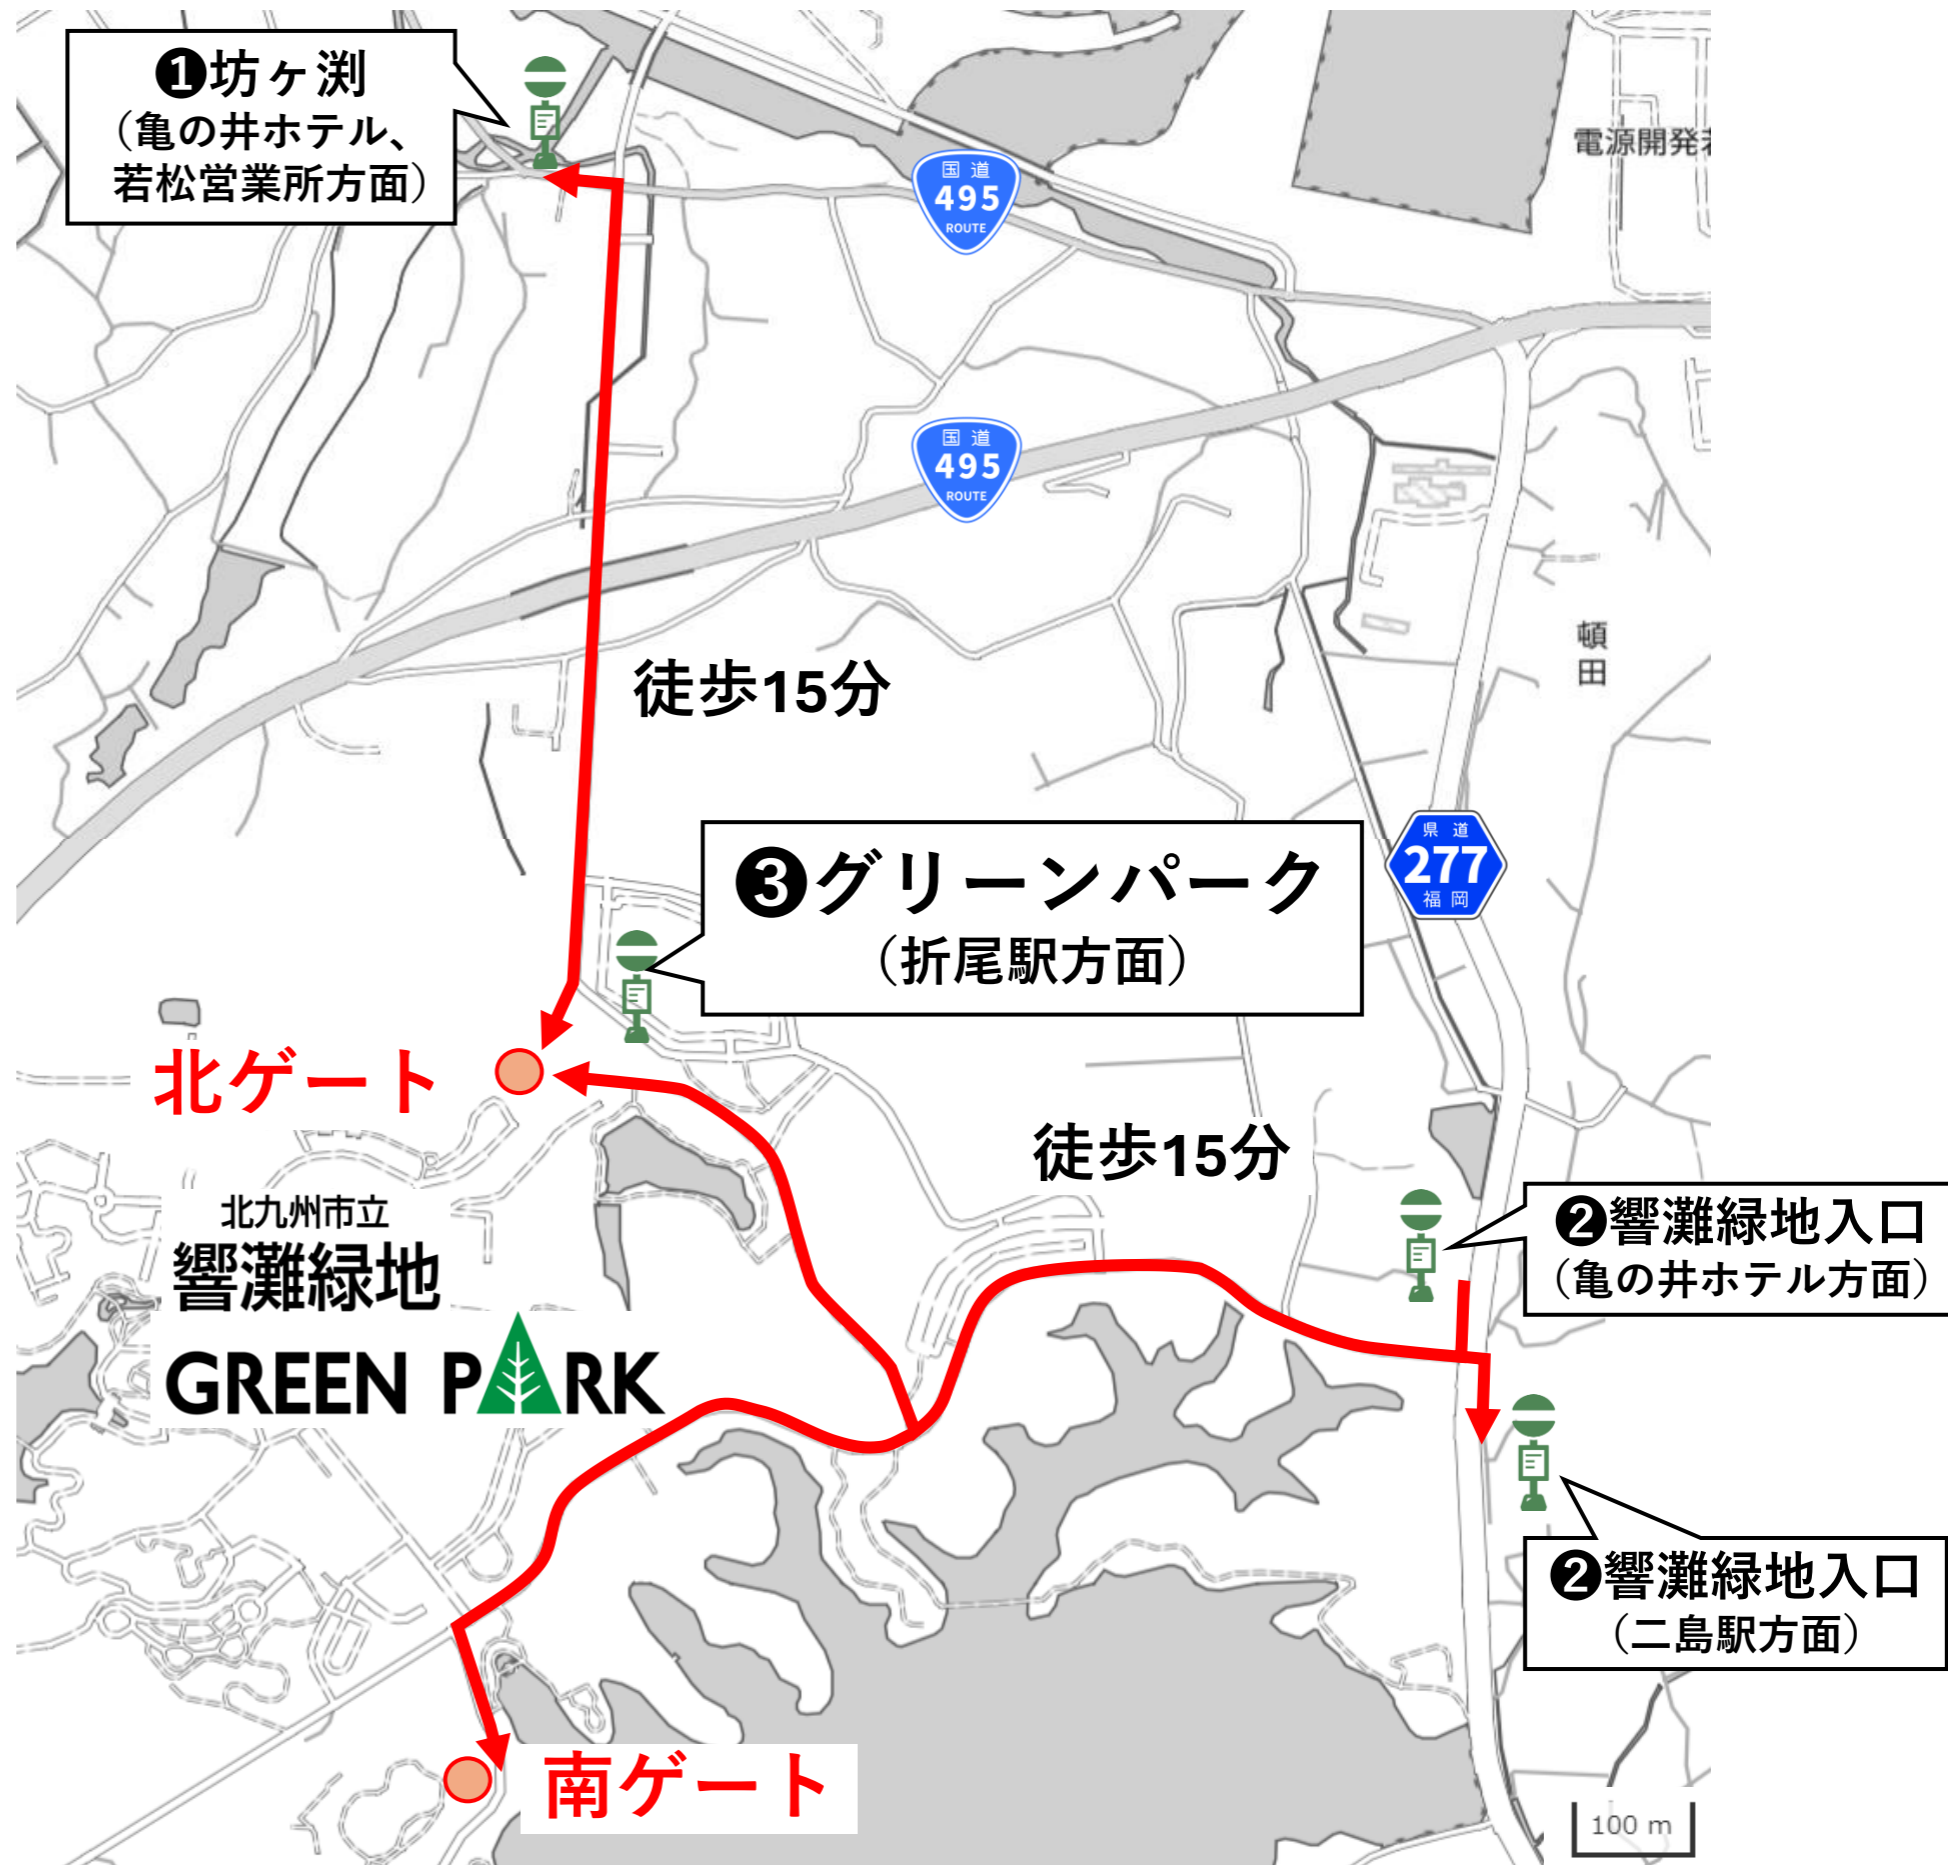 ❶坊ヶ渕
（亀の井ホテル、
若松営業所方面）
国道
495
ROUTE
電源開発
国道
495
ROUTE
頓田
徒歩15分
❸グリーンパーク
（折尾駅方面）
県道
277
福岡
北ゲート
徒歩15分
北九州市立
響灘緑地
GREEN PARK
❷響灘緑地入口
（亀の井ホテル方面）
❷響灘緑地入口
（二島駅方面）
南ゲート
100 m